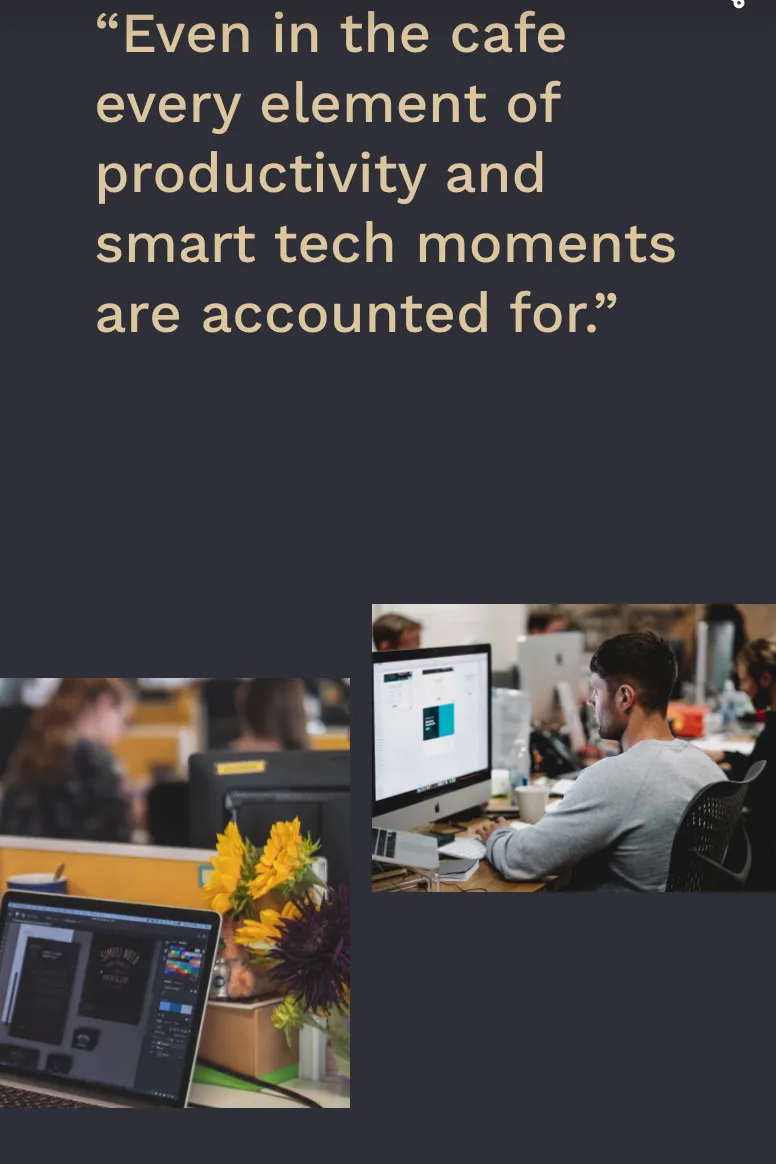 “Even in the cafe
every element of
productivity and
smart tech moments
are accounted for.”